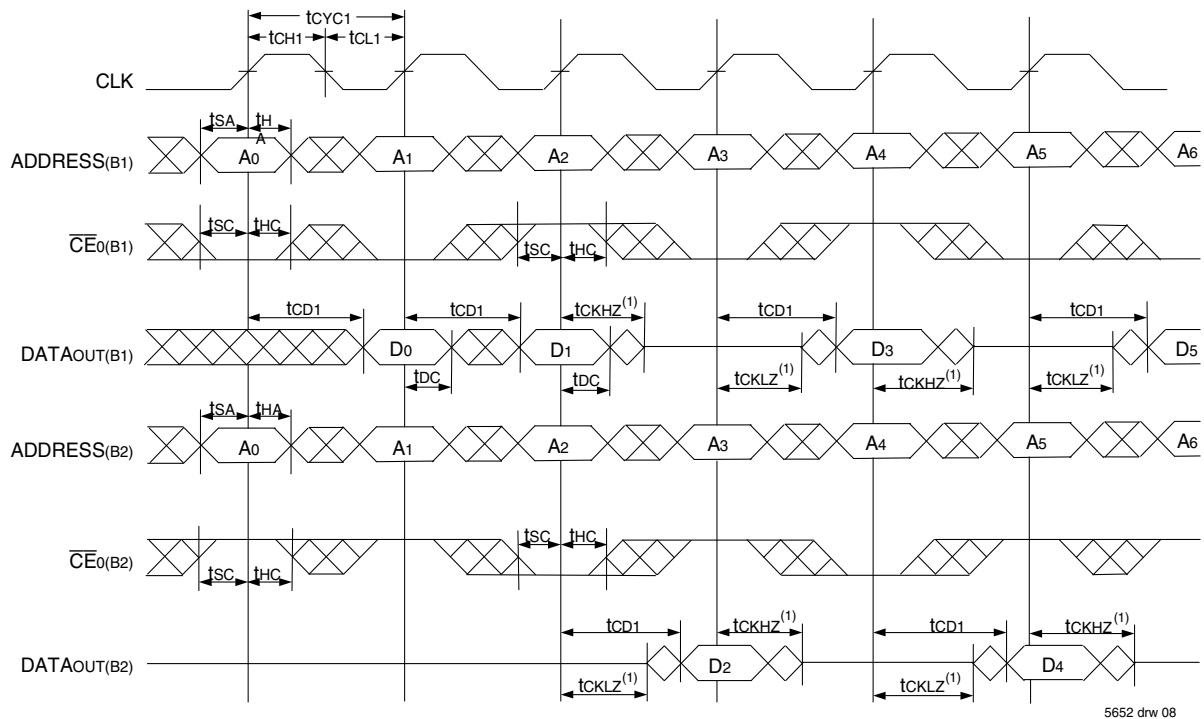 tCYC1
tCH1 tCL1
CLK
tSA tH
A
ADDRESS(B1) A0 A1 A2 A3 A4 A5 A6
tSC tHC
CE0(B1)
tSC tHC
tCD1 tCD1 tCKHZ(1) tCD1 tCD1
DATAOUT(B1) D0 D1 D3 D5
tDC tDC tCKLZ(1) tCKHZ(1) tCKLZ(1)
tSA tHA
ADDRESS(B2) A0 A1 A2 A3 A4 A5 A6
tSC tHC
CE0(B2)
tSC tHC
tCD1 tCKHZ(1) tCD1 tCKHZ(1)
DATAOUT(B2) D2 D4
tCKLZ(1) tCKLZ(1)
5652 drw 08